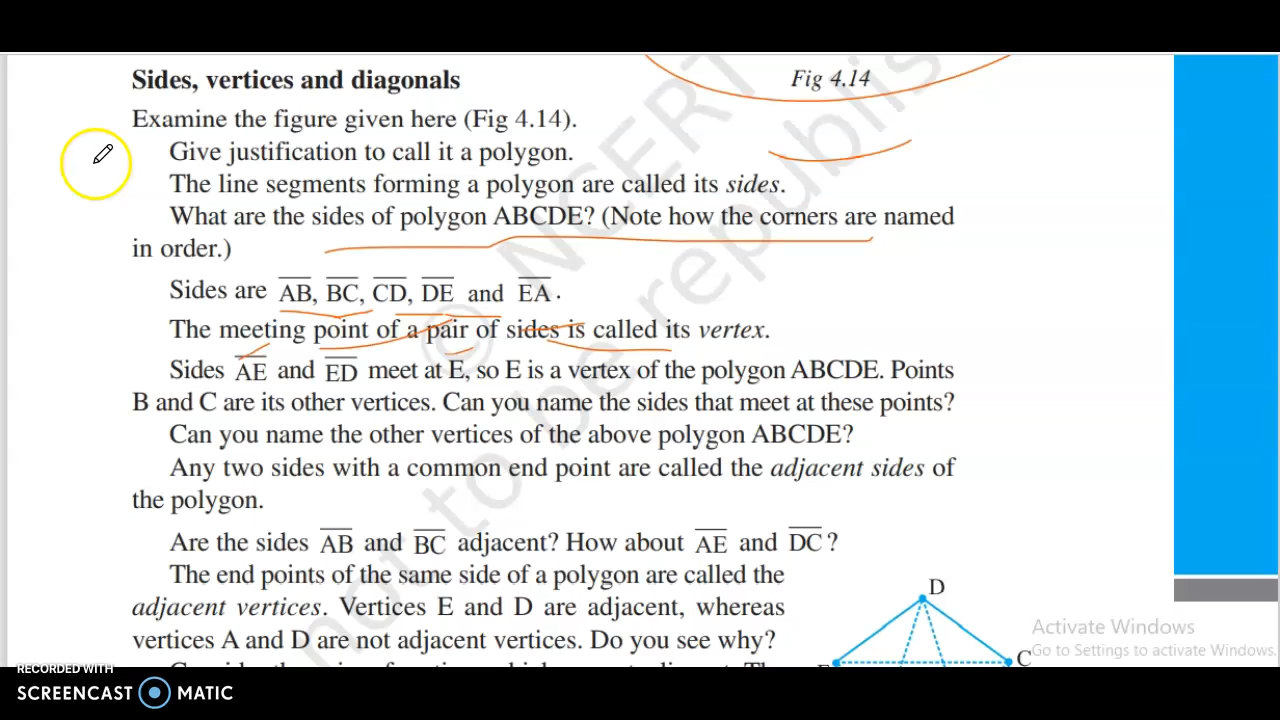 Sides, vertices and diagonals
Fig 4.14
Examine the figure given here (Fig 4.14).
Give justification to call it a polygon.
The line segments forming a polygon are called its sides.
What are the sides of polygon ABCDE? (Note how the corners are named
in order.)
Sides are AB, BC, CD, DE and EA.
The meeting point of a pair of sides is called its vertex.
Sides AE and ED meet at E, so E is a vertex of the polygon ABCDE. Points
B and C are its other vertices. Can you name the sides that meet at these points?
Can you name the other vertices of the above polygon ABCDE?
Any two sides with a common end point are called the adjacent sides of
the polygon.
Are the sides AB and BC adjacent? How about AE and DC?
The end points of the same side of a polygon are called the
adjacent vertices. Vertices E and D are adjacent, whereas
vertices A and D are not adjacent vertices. Do you see why?
D
C
© NCERT
not to be republis
Activate Windows
Go to Settings to activate Windows.
RECORDED WITH
SCREENCAST MATIC